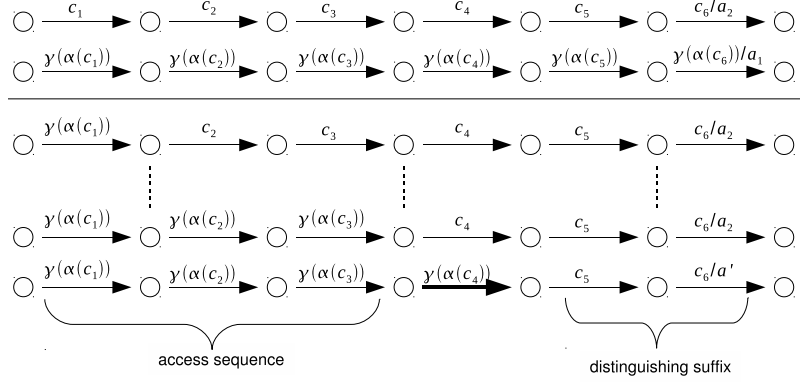 c₁ c₂ c₃ c₄ c₅ c₆/a₂
γ(α(c₁)) γ(α(c₂)) γ(α(c₃)) γ(α(c₄)) γ(α(c₅)) γ(α(c₆))/a₁
γ(α(c₁)) c₂ c₃ c₄ c₅ c₆/a₂
γ(α(c₁)) γ(α(c₂)) γ(α(c₃)) c₄ c₅ c₆/a₂
γ(α(c₁)) γ(α(c₂)) γ(α(c₃)) γ(α(c₄)) c₅ c₆/a'
access sequence
distinguishing suffix